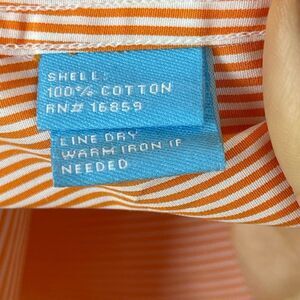 SHELL:
100% COTTON
RN# 16859
LINE DRY
WARM IRON IF
NEEDED